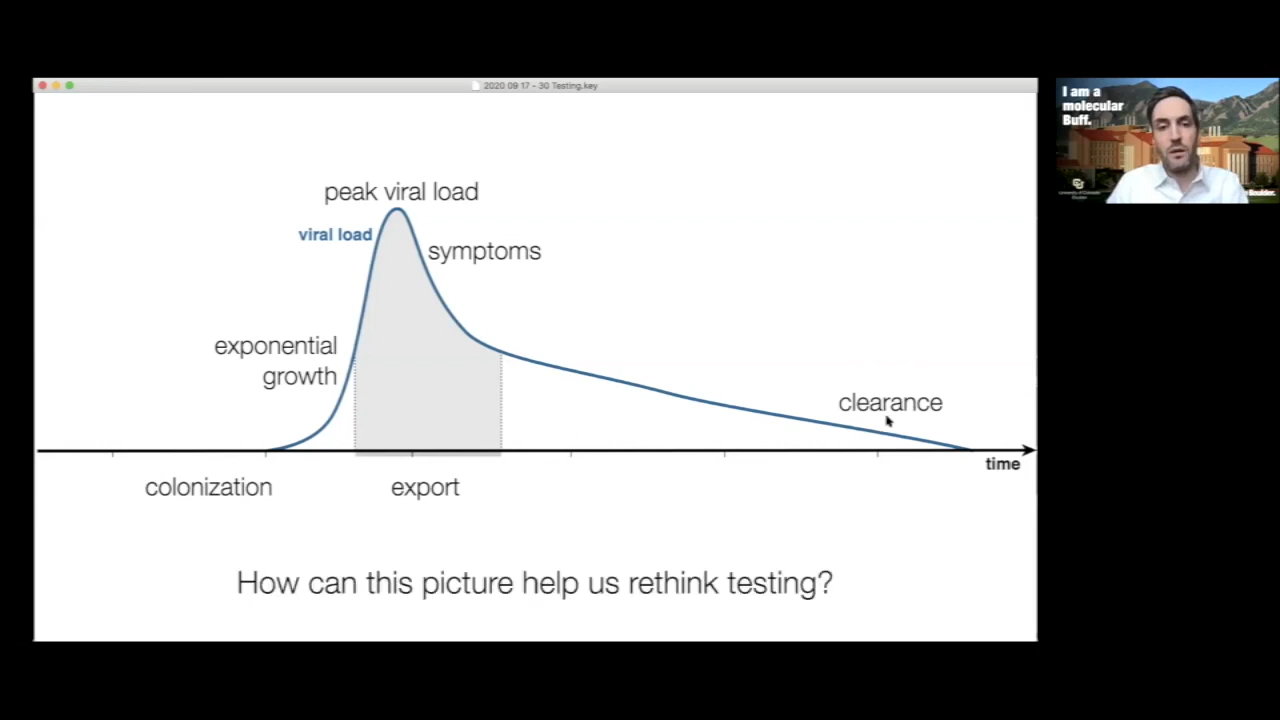 2020 09 17 - 30 Testing.key
I am a
molecular
Buff.
peak viral load
viral load
symptoms
exponential
growth
clearance
time
colonization
export
How can this picture help us rethink testing?
Boulder.